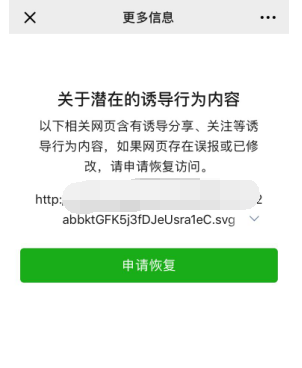 更多信息
关于潜在的诱导行为内容
以下相关网页含有诱导分享、关注等诱
导行为内容，如果网页存在误报或已修
改，请申请恢复访问。
http:
abbktGFK5j3fDJeUsra1eC.svg
申请恢复